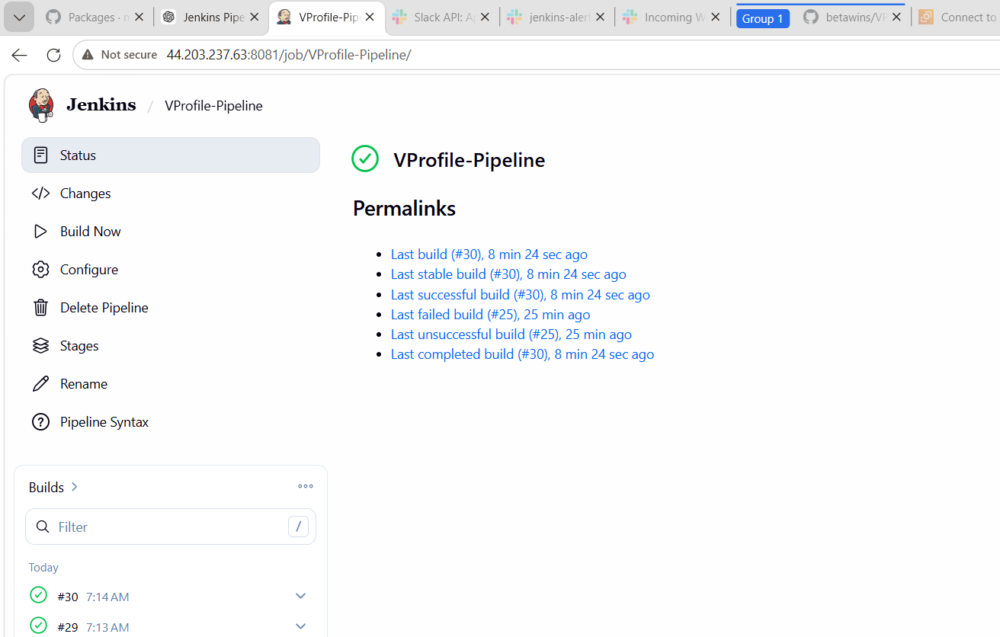 Packages · m
Jenkins Pipe
VProfile-Pip
Slack API: A
jenkins-alert
Incoming W
Group 1
betawins/VP
Connect to
Not secure 44.203.237.63:8081/job/VProfile-Pipeline/
Jenkins / VProfile-Pipeline
Status
Changes
Build Now
Configure
Delete Pipeline
Stages
Rename
Pipeline Syntax
Builds
Filter /
Today
#30 7:14 AM
#29 7:13 AM
VProfile-Pipeline
Permalinks
Last build (#30), 8 min 24 sec ago
Last stable build (#30), 8 min 24 sec ago
Last successful build (#30), 8 min 24 sec ago
Last failed build (#25), 25 min ago
Last unsuccessful build (#25), 25 min ago
Last completed build (#30), 8 min 24 sec ago